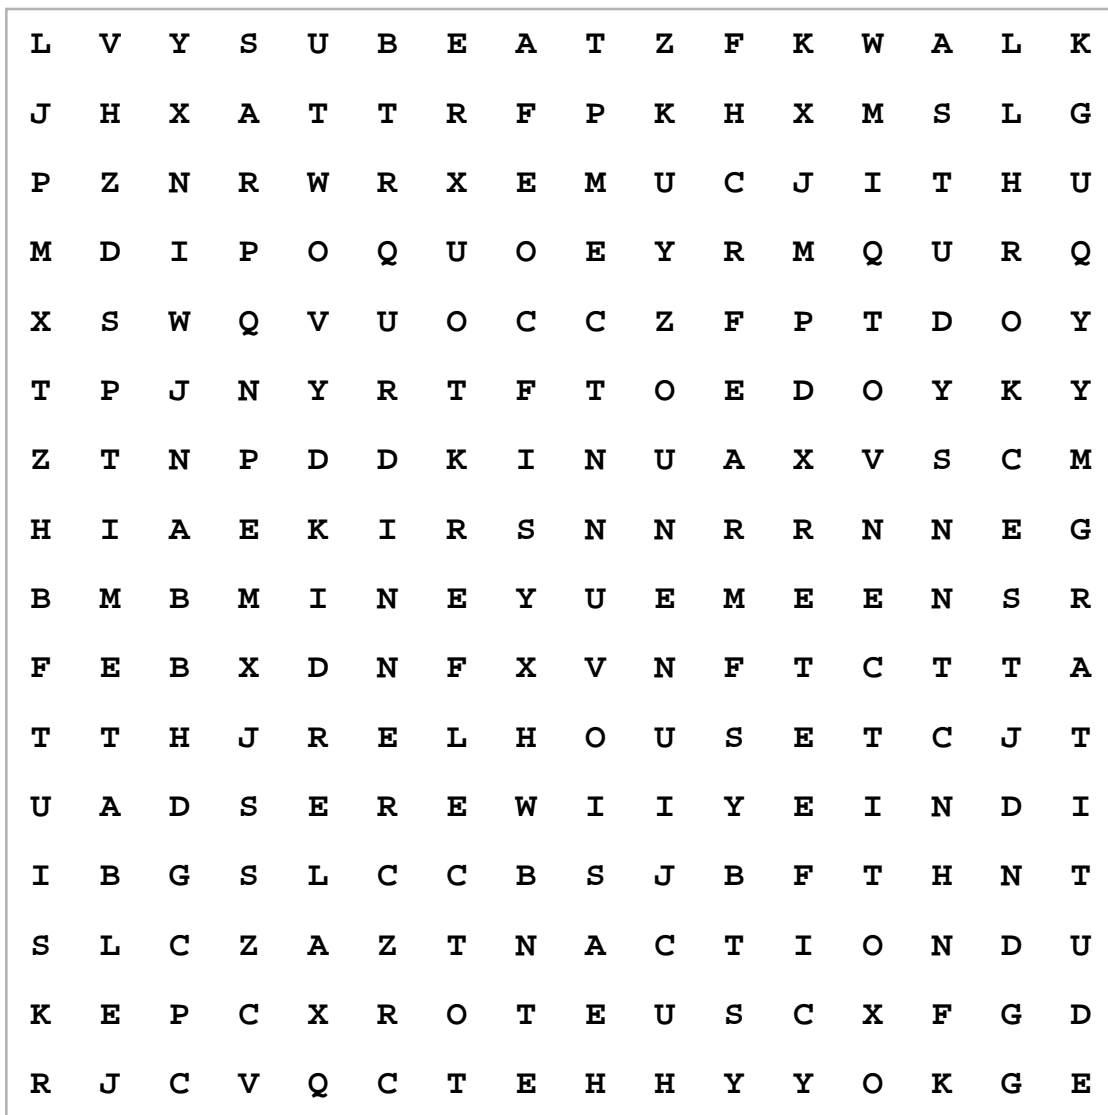 L V Y S U B E A T Z F K W A L K
J H X A T T R F P K H X M S L G
P Z N R W R X E M U C J I T H U
M D I P O Q U O E Y R M Q U R Q
X S W Q V U O C C Z F P T D O Y
T P J N Y R T F T O E D O Y K Y
Z T N P D D K I N U A X V S C M
H I A E K I R S N N R R N N E G
B M B M I N E Y U E M E E N S R
F E B X D N F X V N F T C T T A
T T H J R E L H O U S E T C J T
U A D S E R E W I I Y E I N D I
I B G S L C C B S J B F T H N T
S L C Z A Z T N A C T I O N D U
K E P C X R O T E U S C X F G D
R J C V Q C T E H H Y Y O K G E